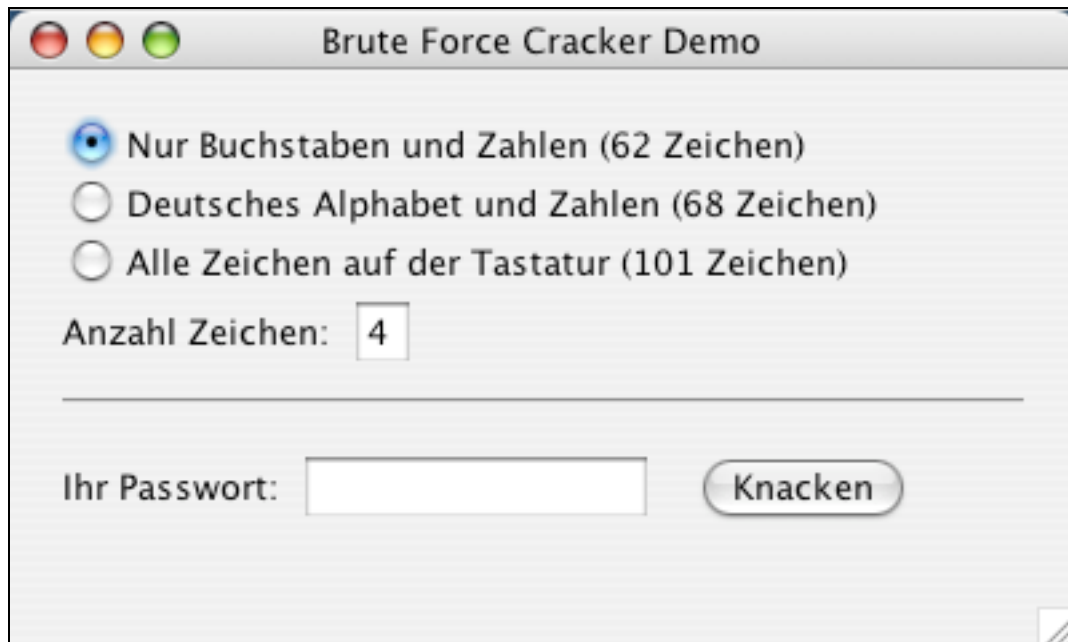 Brute Force Cracker Demo
Nur Buchstaben und Zahlen (62 Zeichen)
Deutsches Alphabet und Zahlen (68 Zeichen)
Alle Zeichen auf der Tastatur (101 Zeichen)
Anzahl Zeichen: 4
Ihr Passwort: Knacken